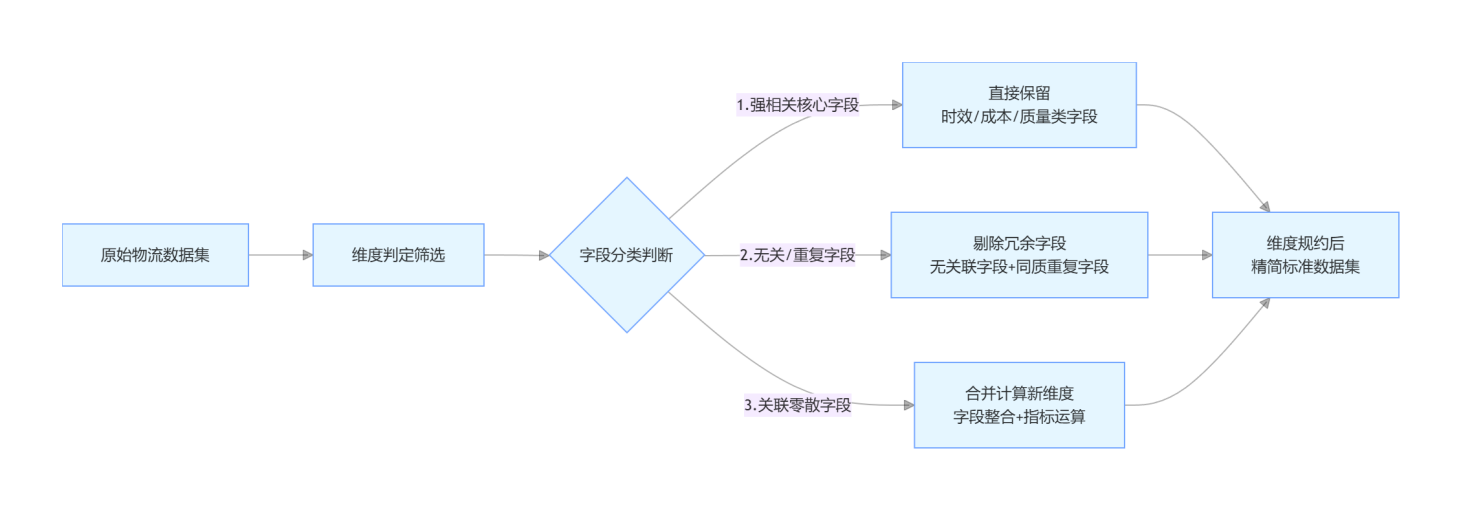 原始物流数据集
维度判定筛选
字段分类判断
1.强相关核心字段
直接保留
时效/成本/质量类字段
2.无关/重复字段
剔除冗余字段
无关联字段+同质重复字段
3.关联零散字段
合并计算新维度
字段整合+指标运算
维度规约后
精简标准数据集